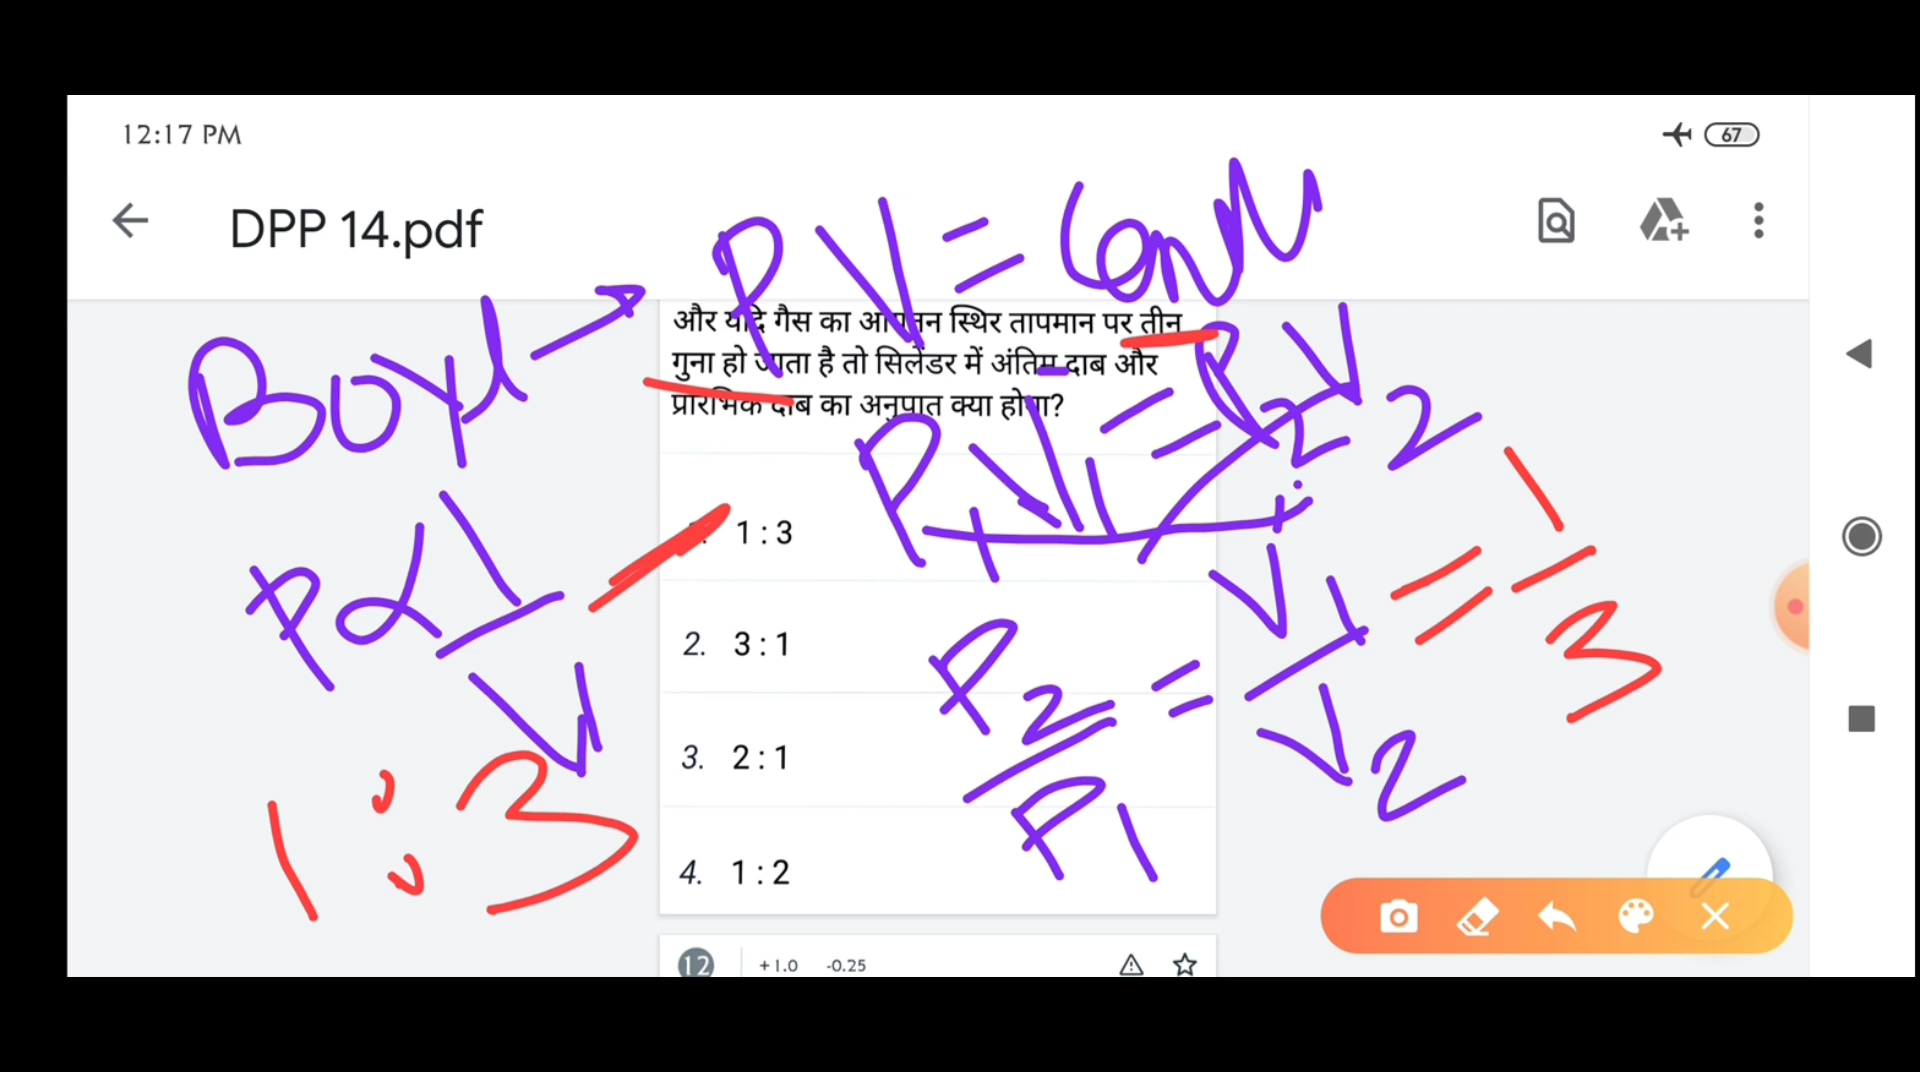 12:17 PM
67
DPP 14.pdf
PV = Const
Boyl →
और यदि गैस का आयतन स्थिर तापमान पर तीन
गुना हो जाता है तो सिलेंडर में अंतिम दाब और
प्रारंभिक दाब का अनुपात क्या होगा?
P1V1 = P2V2
P ∝ 1/V
1. 1 : 3
2. 3 : 1
3. 2 : 1
4. 1 : 2
P2/P1 = V1/V2 = 1/3
1 : 3
12 +1.0 -0.25